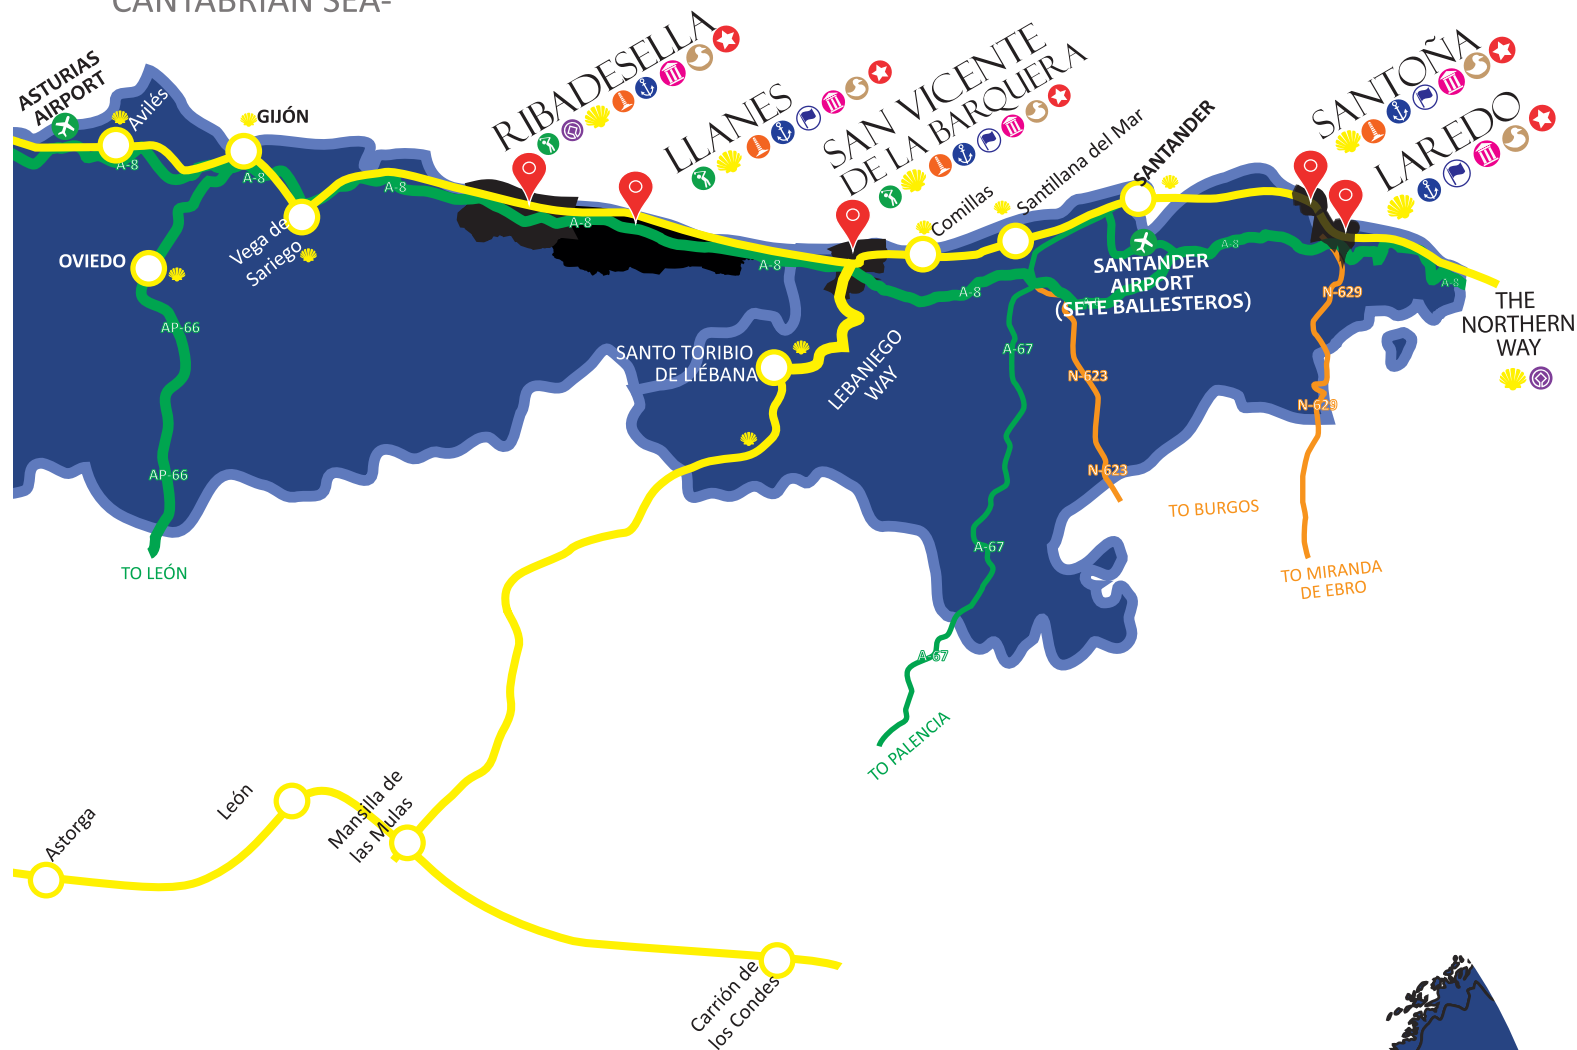 CANTABRIAN SEA-
ASTURIAS
AIRPORT
Avilés
GIJÓN
A-8
A-8
A-8
Vega de
Sariego
OVIEDO
AP-66
AP-66
TO LEÓN
RIBADESELLA
A-8
LLANES
A-8
SAN VICENTE
DE LA BARQUERA
Comillas
Santillana del Mar
SANTANDER
A-8
A-8
SANTANDER
AIRPORT
(SETE BALLESTEROS)
A-8
SANTOÑA
LAREDO
A-8
THE
NORTHERN
WAY
N-629
N-629
SANTO TORIBIO
DE LIÉBANA
LEBANIEGO
WAY
A-67
N-623
N-623
A-67
A-67
TO BURGOS
TO MIRANDA
DE EBRO
TO PALENCIA
Astorga
León
Mansilla de
las Mulas
Carrión de
los Condes